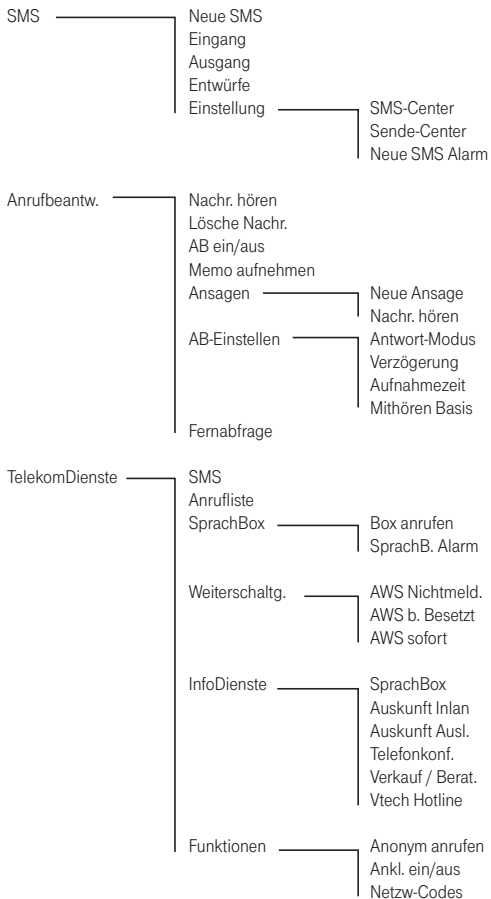 SMS Neue SMS
Eingang
Ausgang
Entwürfe
Einstellung SMS-Center
Sende-Center
Neue SMS Alarm
Anrufbeantw. Nachr. hören
Lösche Nachr.
AB ein/aus
Memo aufnehmen
Ansagen Neue Ansage
Nachr. hören
AB-Einstellen Antwort-Modus
Verzögerung
Aufnahmezeit
Mithören Basis
Fernabfrage
TelekomDienste SMS
Anrufliste
SprachBox Box anrufen
SprachB. Alarm
Weiterschaltg. AWS Nichtmeld.
AWS b. Besetzt
AWS sofort
InfoDienste SprachBox
Auskunft Inlan
Auskunft Ausl.
Telefonkonf.
Verkauf / Berat.
Vtech Hotline
Funktionen Anonym anrufen
Ankl. ein/aus
Netzw-Codes